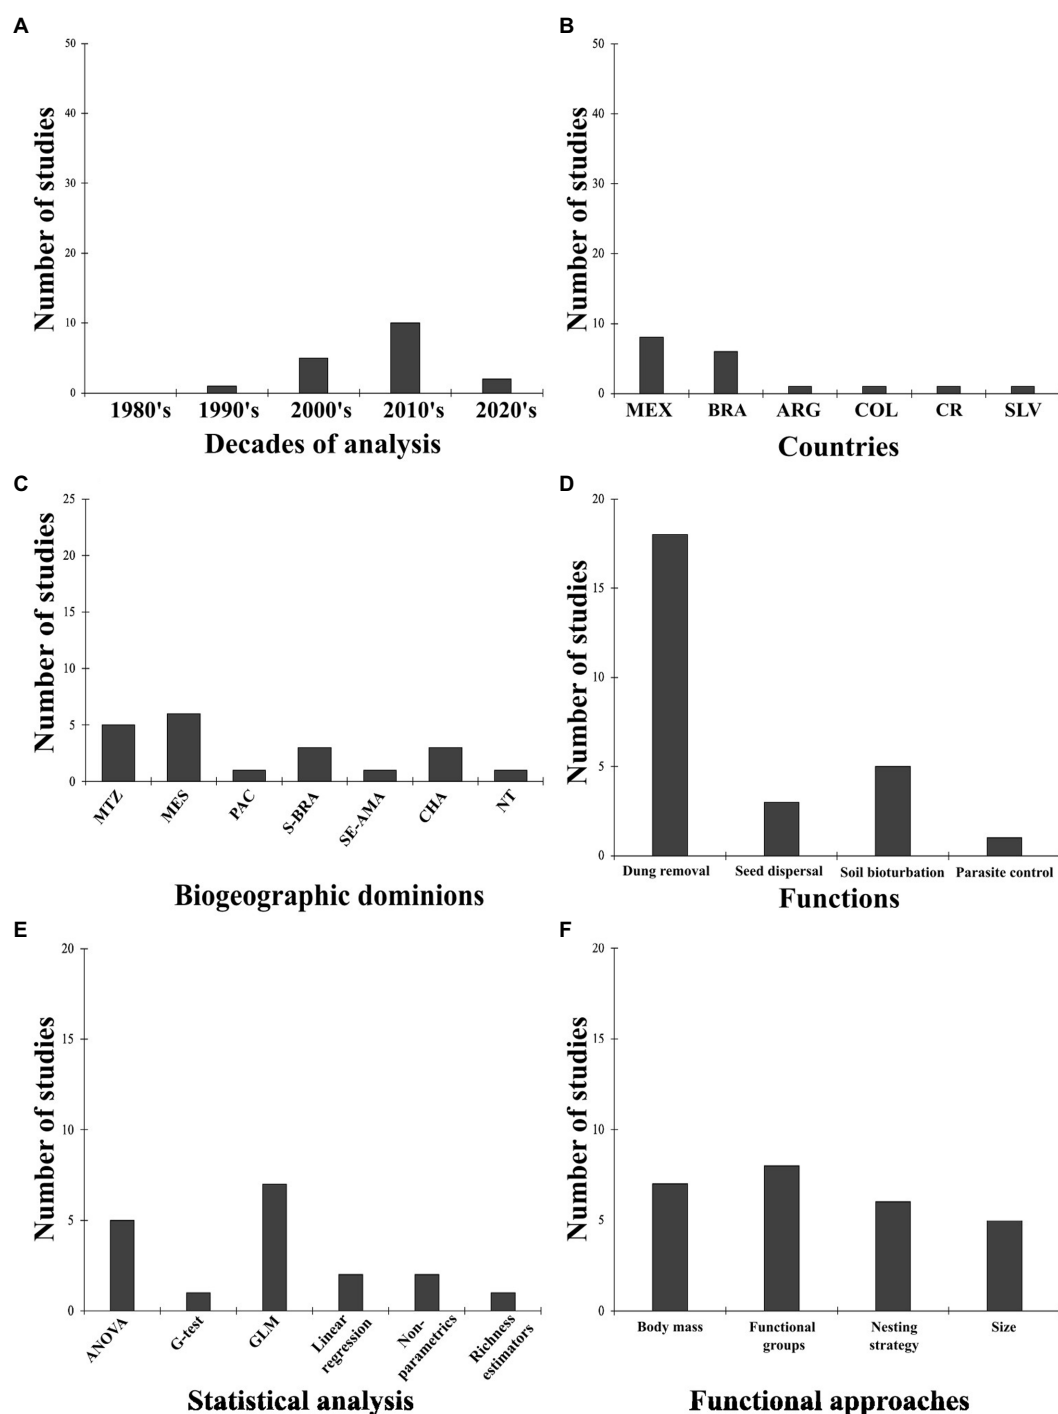 A
Number of studies
50
40
30
20
10
0
1980's 1990's 2000's 2010's 2020's
Decades of analysis
B
Number of studies
50
40
30
20
10
0
MEX BRA ARG COL CR SLV
Countries
C
Number of studies
25
20
15
10
5
0
MTZ MES PAC S-BRA SE-AMA CHA NT
Biogeographic dominions
D
Number of studies
20
15
10
5
0
Dung removal Seed dispersal Soil bioturbation Parasite control
Functions
E
Number of studies
20
15
10
5
0
ANOVA
G-test
GLM
Linear
regression
Non-
parametrics
Richness
estimators
Statistical analysis
F
Number of studies
20
15
10
5
0
Body mass
Functional
groups
Nesting
strategy
Size
Functional approaches